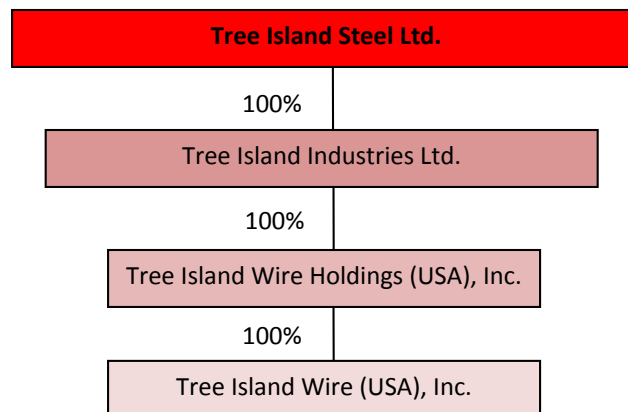 Tree Island Steel Ltd.
100%
Tree Island Industries Ltd.
100%
Tree Island Wire Holdings (USA), Inc.
100%
Tree Island Wire (USA), Inc.